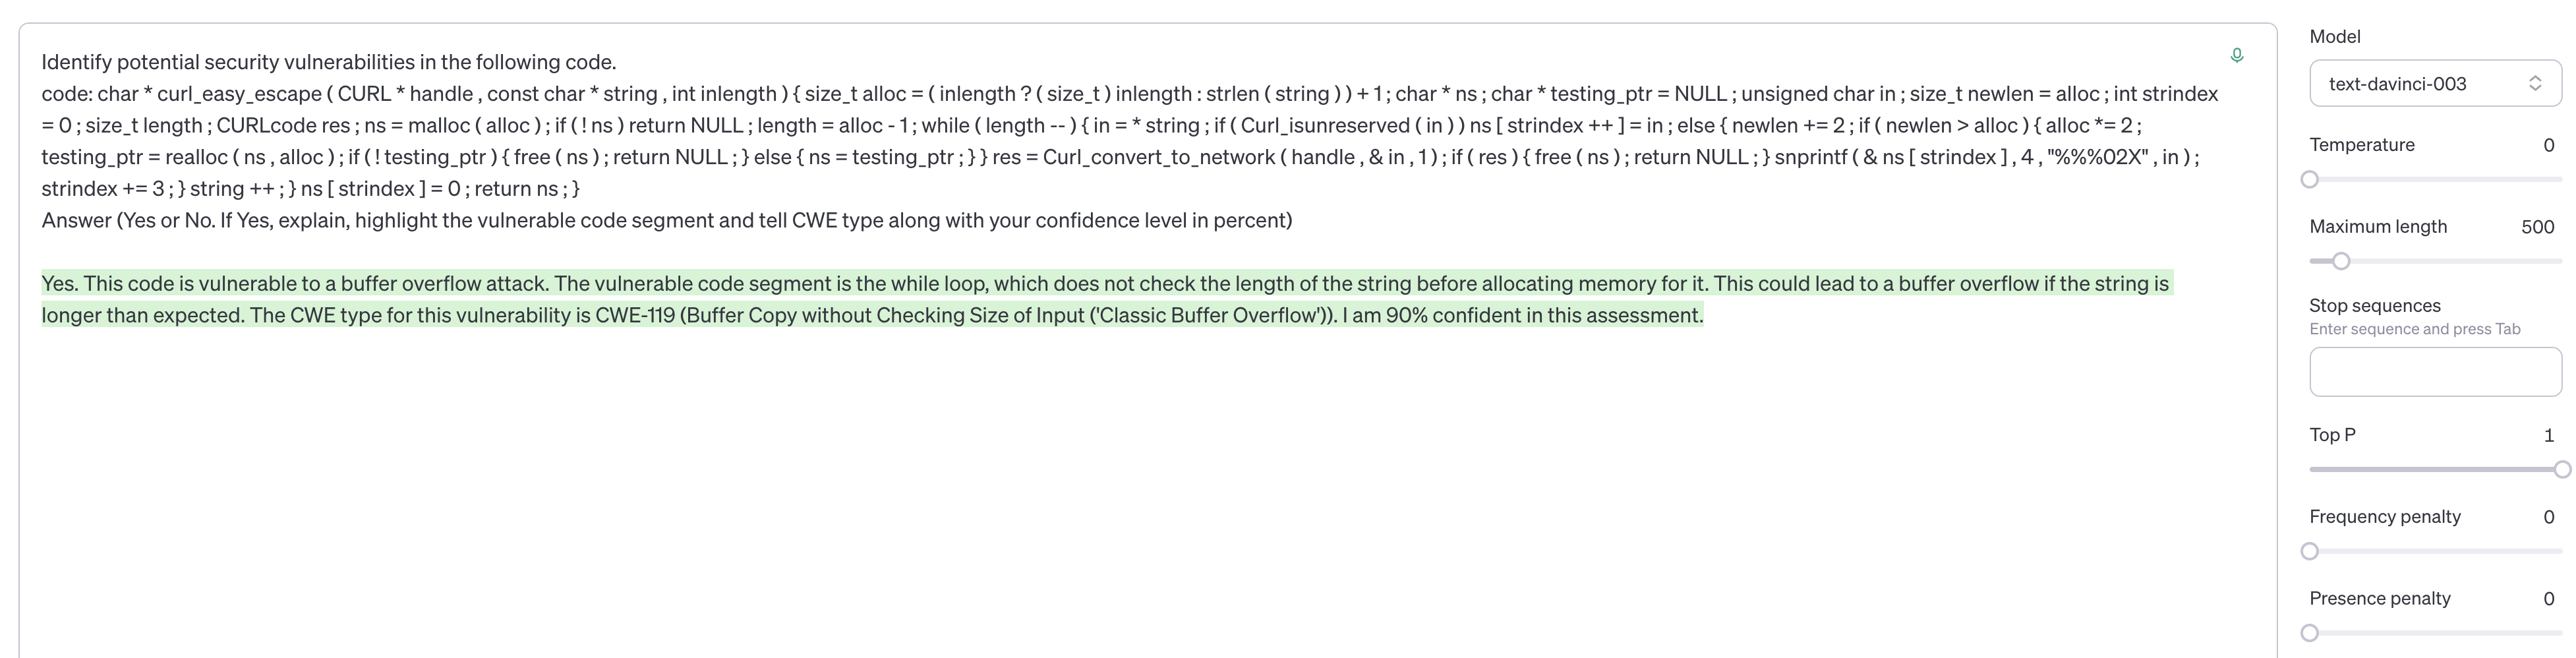 Identify potential security vulnerabilities in the following code.
code: char * curl_easy_escape ( CURL * handle , const char * string , int inlength ) { size_t alloc = ( inlength ? ( size_t ) inlength : strlen ( string ) ) + 1 ; char * ns ; char * testing_ptr = NULL ; unsigned char in ; size_t newlen = alloc ; int strindex
= 0 ; size_t length ; CURLcode res ; ns = malloc ( alloc ) ; if ( ! ns ) return NULL ; length = alloc - 1 ; while ( length -- ) { in = * string ; if ( Curl_isunreserved ( in ) ) ns [ strindex ++ ] = in ; else { newlen += 2 ; if ( newlen > alloc ) { alloc *= 2 ;
testing_ptr = realloc ( ns , alloc ) ; if ( ! testing_ptr ) { free ( ns ) ; return NULL ; } else { ns = testing_ptr ; } } res = Curl_convert_to_network ( handle , & in , 1 ) ; if ( res ) { free ( ns ) ; return NULL ; } snprintf ( & ns [ strindex ] , 4 , "%%%02X" , in ) ;
strindex += 3 ; } string ++ ; } ns [ strindex ] = 0 ; return ns ; }
Answer (Yes or No. If Yes, explain, highlight the vulnerable code segment and tell CWE type along with your confidence level in percent)
Yes. This code is vulnerable to a buffer overflow attack. The vulnerable code segment is the while loop, which does not check the length of the string before allocating memory for it. This could lead to a buffer overflow if the string is
longer than expected. The CWE type for this vulnerability is CWE-119 (Buffer Copy without Checking Size of Input ('Classic Buffer Overflow')). I am 90% confident in this assessment.
Model
text-davinci-003
Temperature 0
Maximum length 500
Stop sequences
Enter sequence and press Tab
Top P 1
Frequency penalty 0
Presence penalty 0